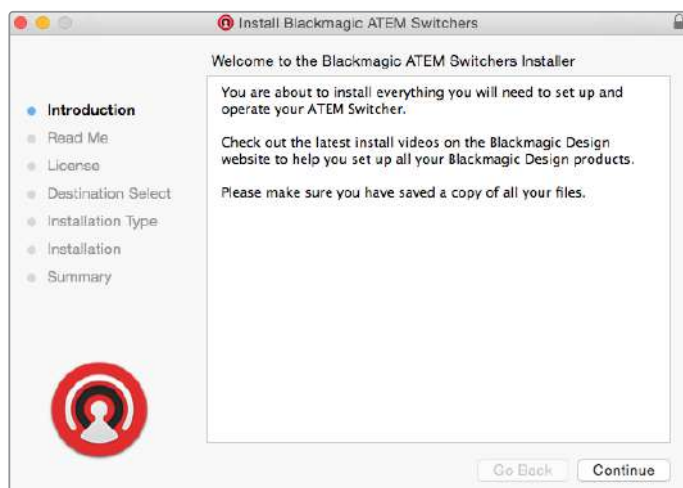 Install Blackmagic ATEM Switchers
Welcome to the Blackmagic ATEM Switchers Installer
Introduction
Read Me
License
Destination Select
Installation Type
Installation
Summary
You are about to install everything you will need to set up and
operate your ATEM Switcher.
Check out the latest install videos on the Blackmagic Design
website to help you set up all your Blackmagic Design products.
Please make sure you have saved a copy of all your files.
Go Back
Continue